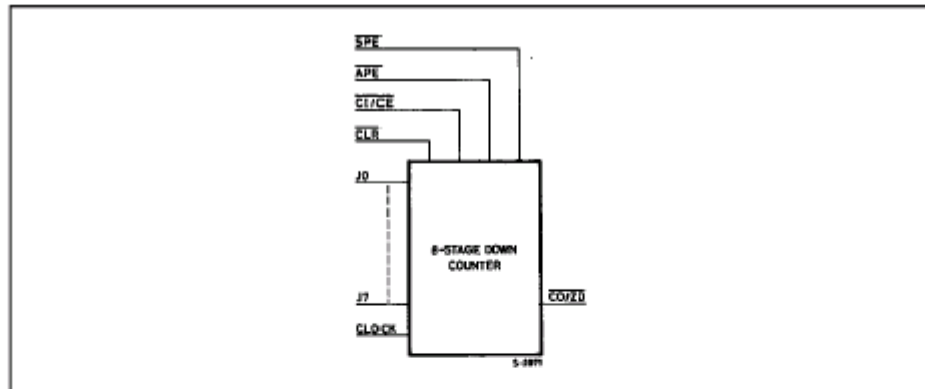 SPE
APE
CI/CE
CLR
J0
8-STAGE DOWN
COUNTER
J7
CO/ZD
CLOCK